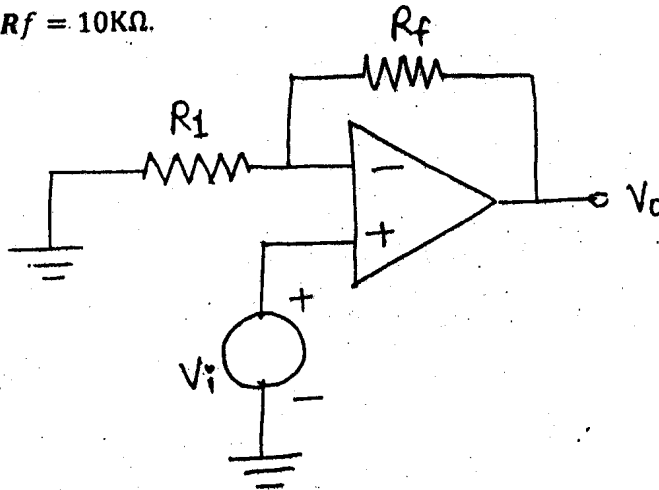 Rf = 10KΩ.
Rf
R1
−
+
Vo
+
Vi
−